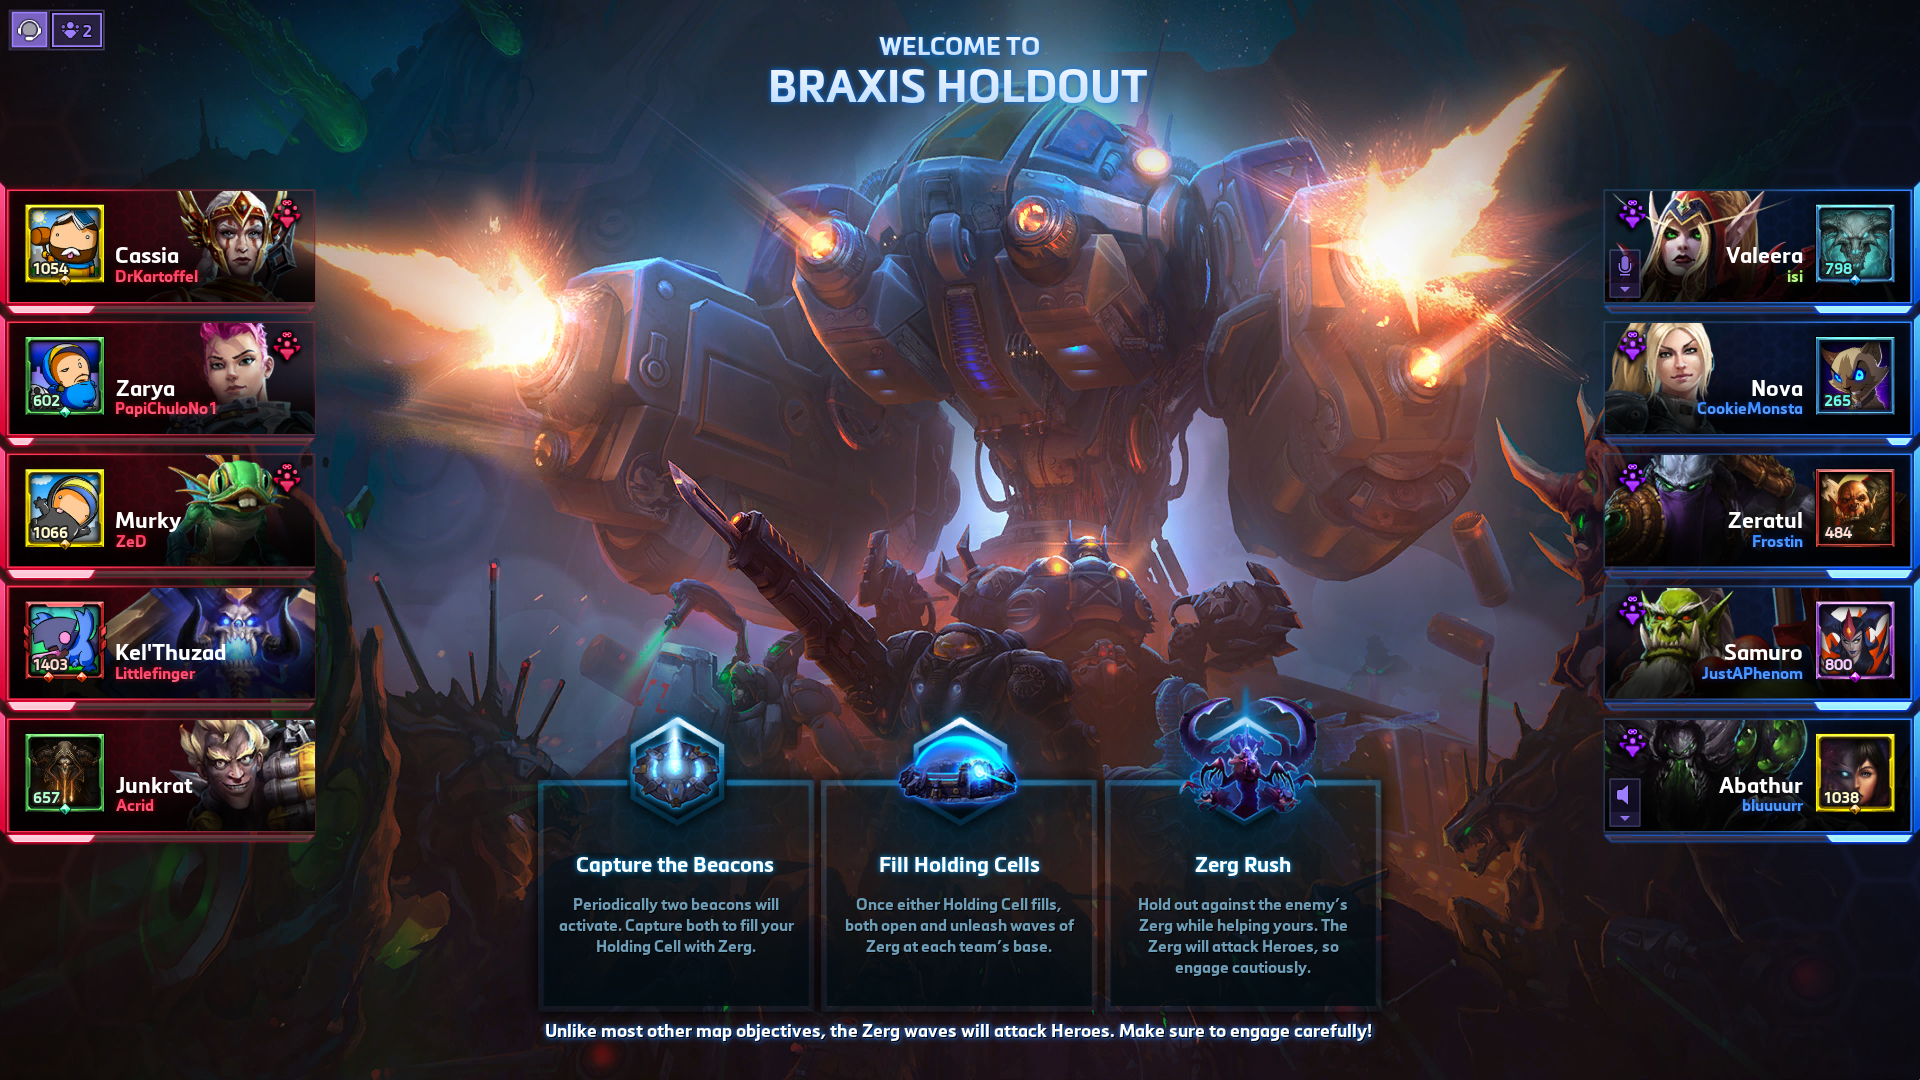 2
WELCOME TO
BRAXIS HOLDOUT
1054
Cassia
DrKartoffel
602
Zarya
PapiChuloNo1
1066
Murky
ZeD
1403
Kel'Thuzad
Littlefinger
657
Junkrat
Acrid
Valeera
isi
798
Nova
CookieMonsta
265
Zeratul
Frostin
484
Samuro
JustAPhenom
800
Abathur
bluuuurr
1038
Capture the Beacons
Periodically two beacons will
activate. Capture both to fill your
Holding Cell with Zerg.
Fill Holding Cells
Once either Holding Cell fills,
both open and unleash waves of
Zerg at each team's base.
Zerg Rush
Hold out against the enemy's
Zerg while helping yours. The
Zerg will attack Heroes, so
engage cautiously.
Unlike most other map objectives, the Zerg waves will attack Heroes. Make sure to engage carefully!